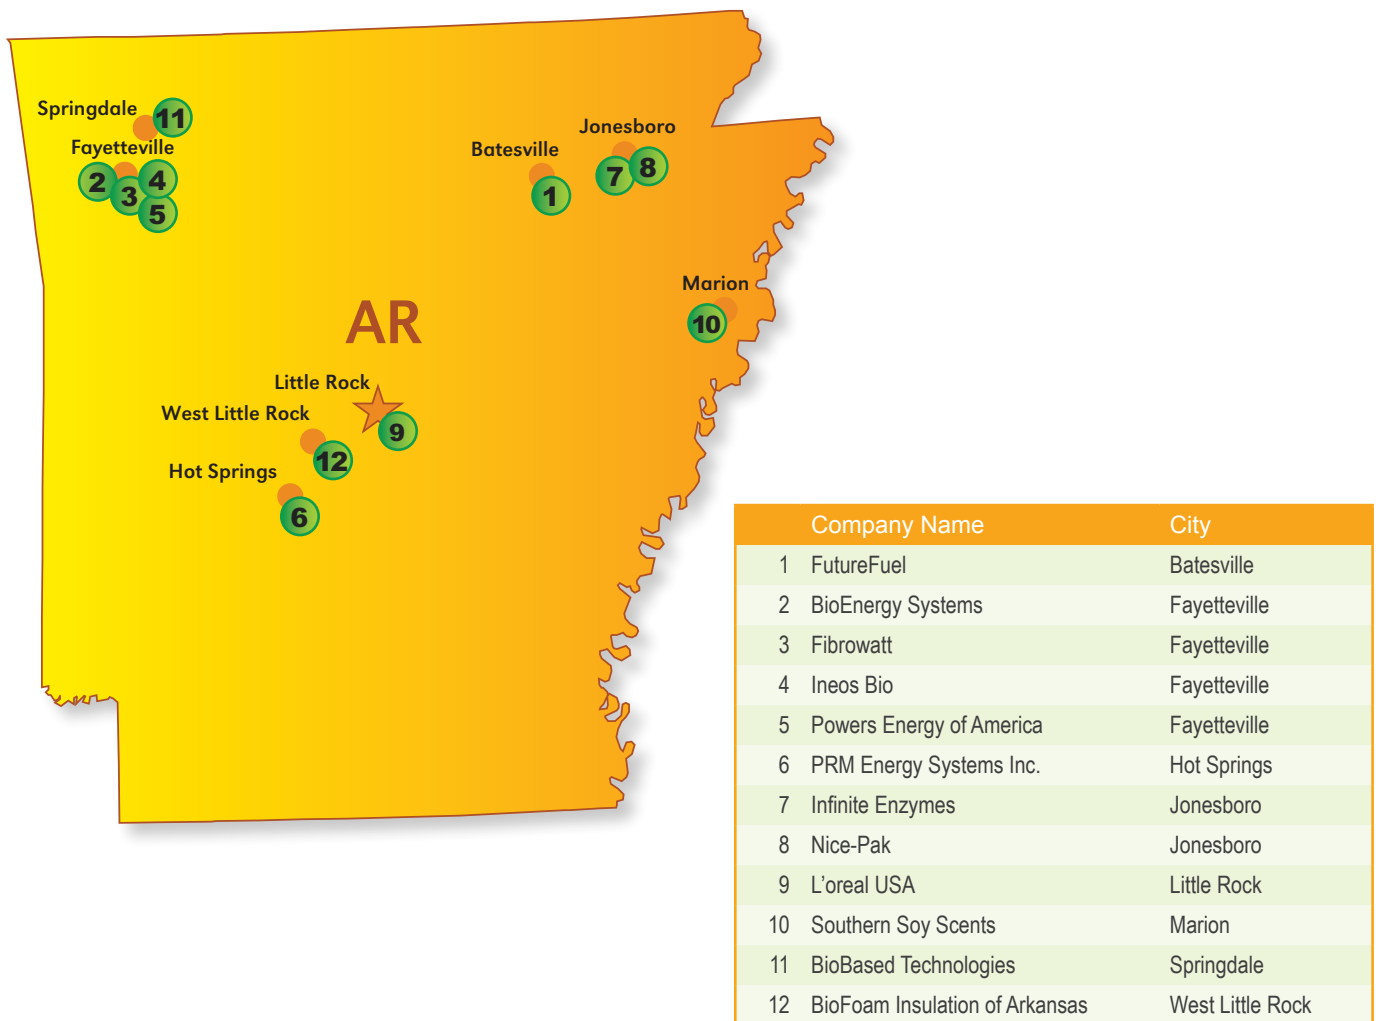 Springdale
11
Fayetteville
2
3
4
5
Batesville
1
Jonesboro
7
8
Marion
10
AR
Little Rock
9
West Little Rock
12
Hot Springs
6
Company Name City
1 FutureFuel Batesville
2 BioEnergy Systems Fayetteville
3 Fibrowatt Fayetteville
4 Ineos Bio Fayetteville
5 Powers Energy of America Fayetteville
6 PRM Energy Systems Inc. Hot Springs
7 Infinite Enzymes Jonesboro
8 Nice-Pak Jonesboro
9 L’oreal USA Little Rock
10 Southern Soy Scents Marion
11 BioBased Technologies Springdale
12 BioFoam Insulation of Arkansas West Little Rock